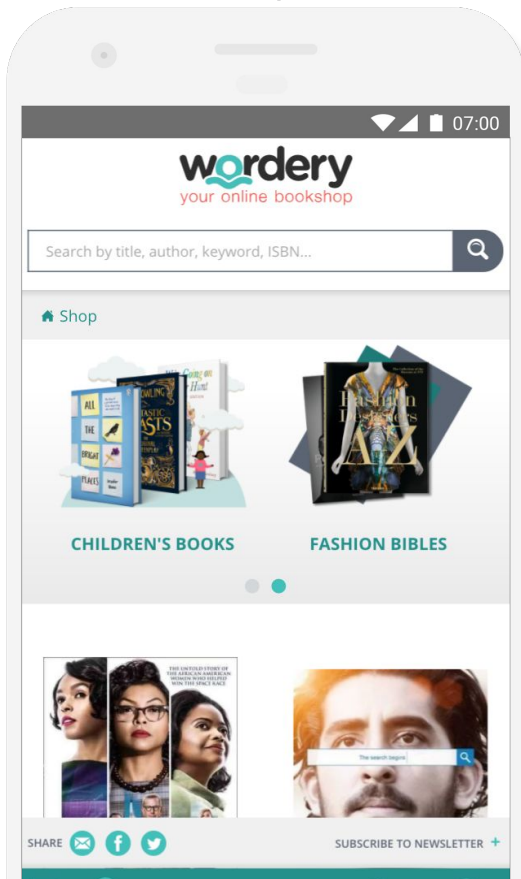 07:00
wordery
your online bookshop
Search by title, author, keyword, ISBN...
Shop
ALL
THE
BRIGHT
PLACES
Fashion
Designers
A-Z
CHILDREN'S BOOKS
FASHION BIBLES
THE UNTOLD STORY OF
THE AFRICAN AMERICAN
WOMEN WHO HELPED
WIN THE SPACE RACE
The search begins
SHARE
SUBSCRIBE TO NEWSLETTER +